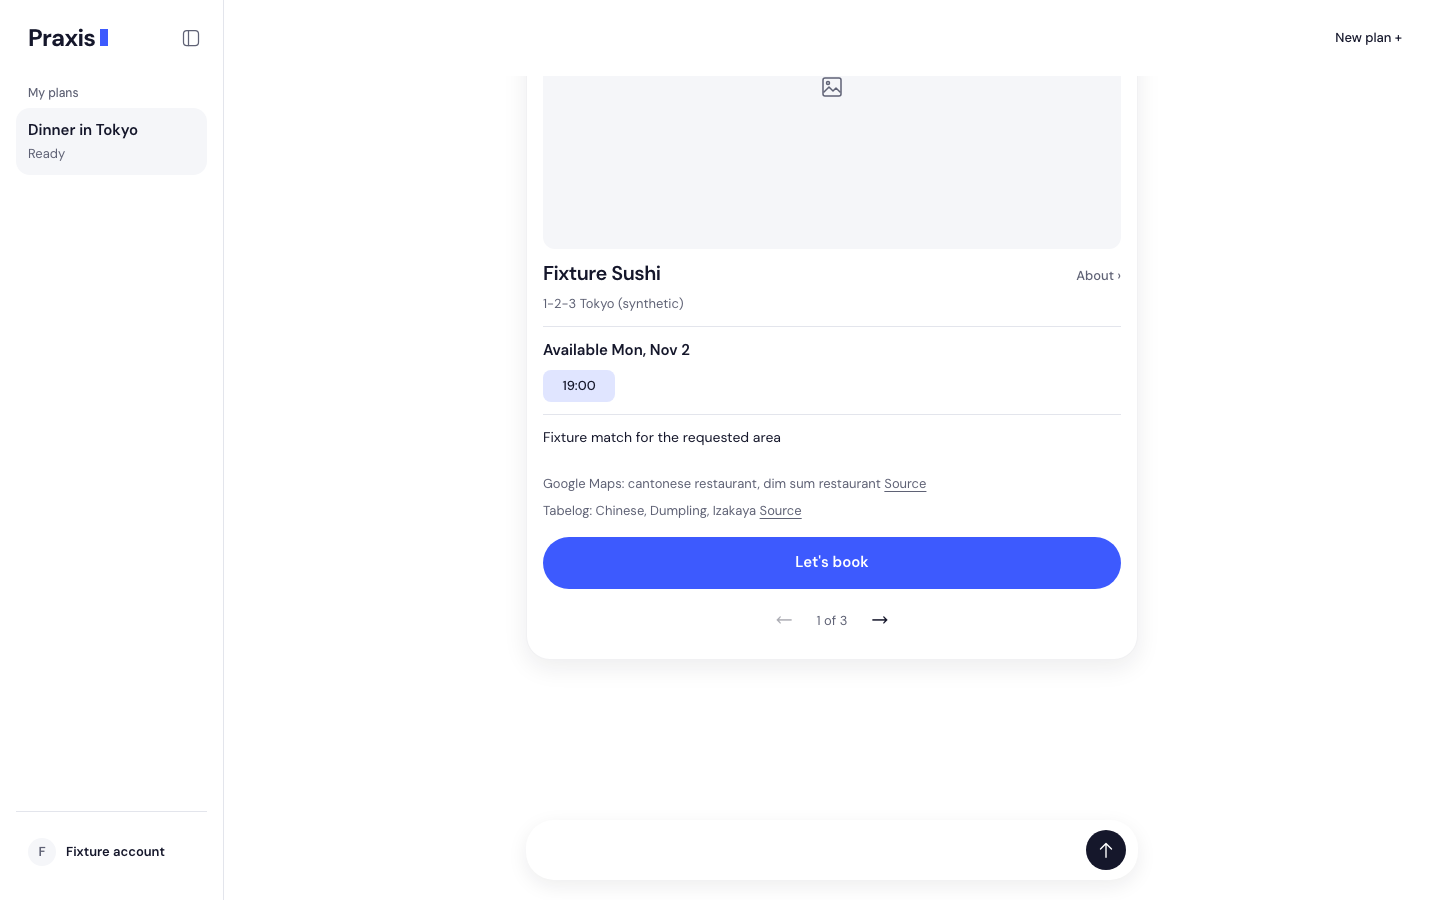 Praxis
New plan +
My plans
Dinner in Tokyo
Ready
Fixture Sushi
About ›
1-2-3 Tokyo (synthetic)
Available Mon, Nov 2
19:00
Fixture match for the requested area
Google Maps: cantonese restaurant, dim sum restaurant Source
Tabelog: Chinese, Dumpling, Izakaya Source
Let's book
← 1 of 3 →
F Fixture account